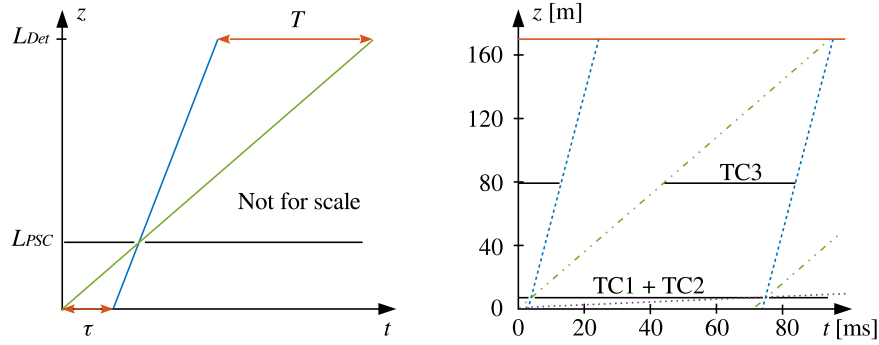 z
L_Det
T
Not for scale
L_PSC
τ
t
z [m]
160
120
80
40
0
TC3
TC1 + TC2
0
20
40
60
80
t [ms]